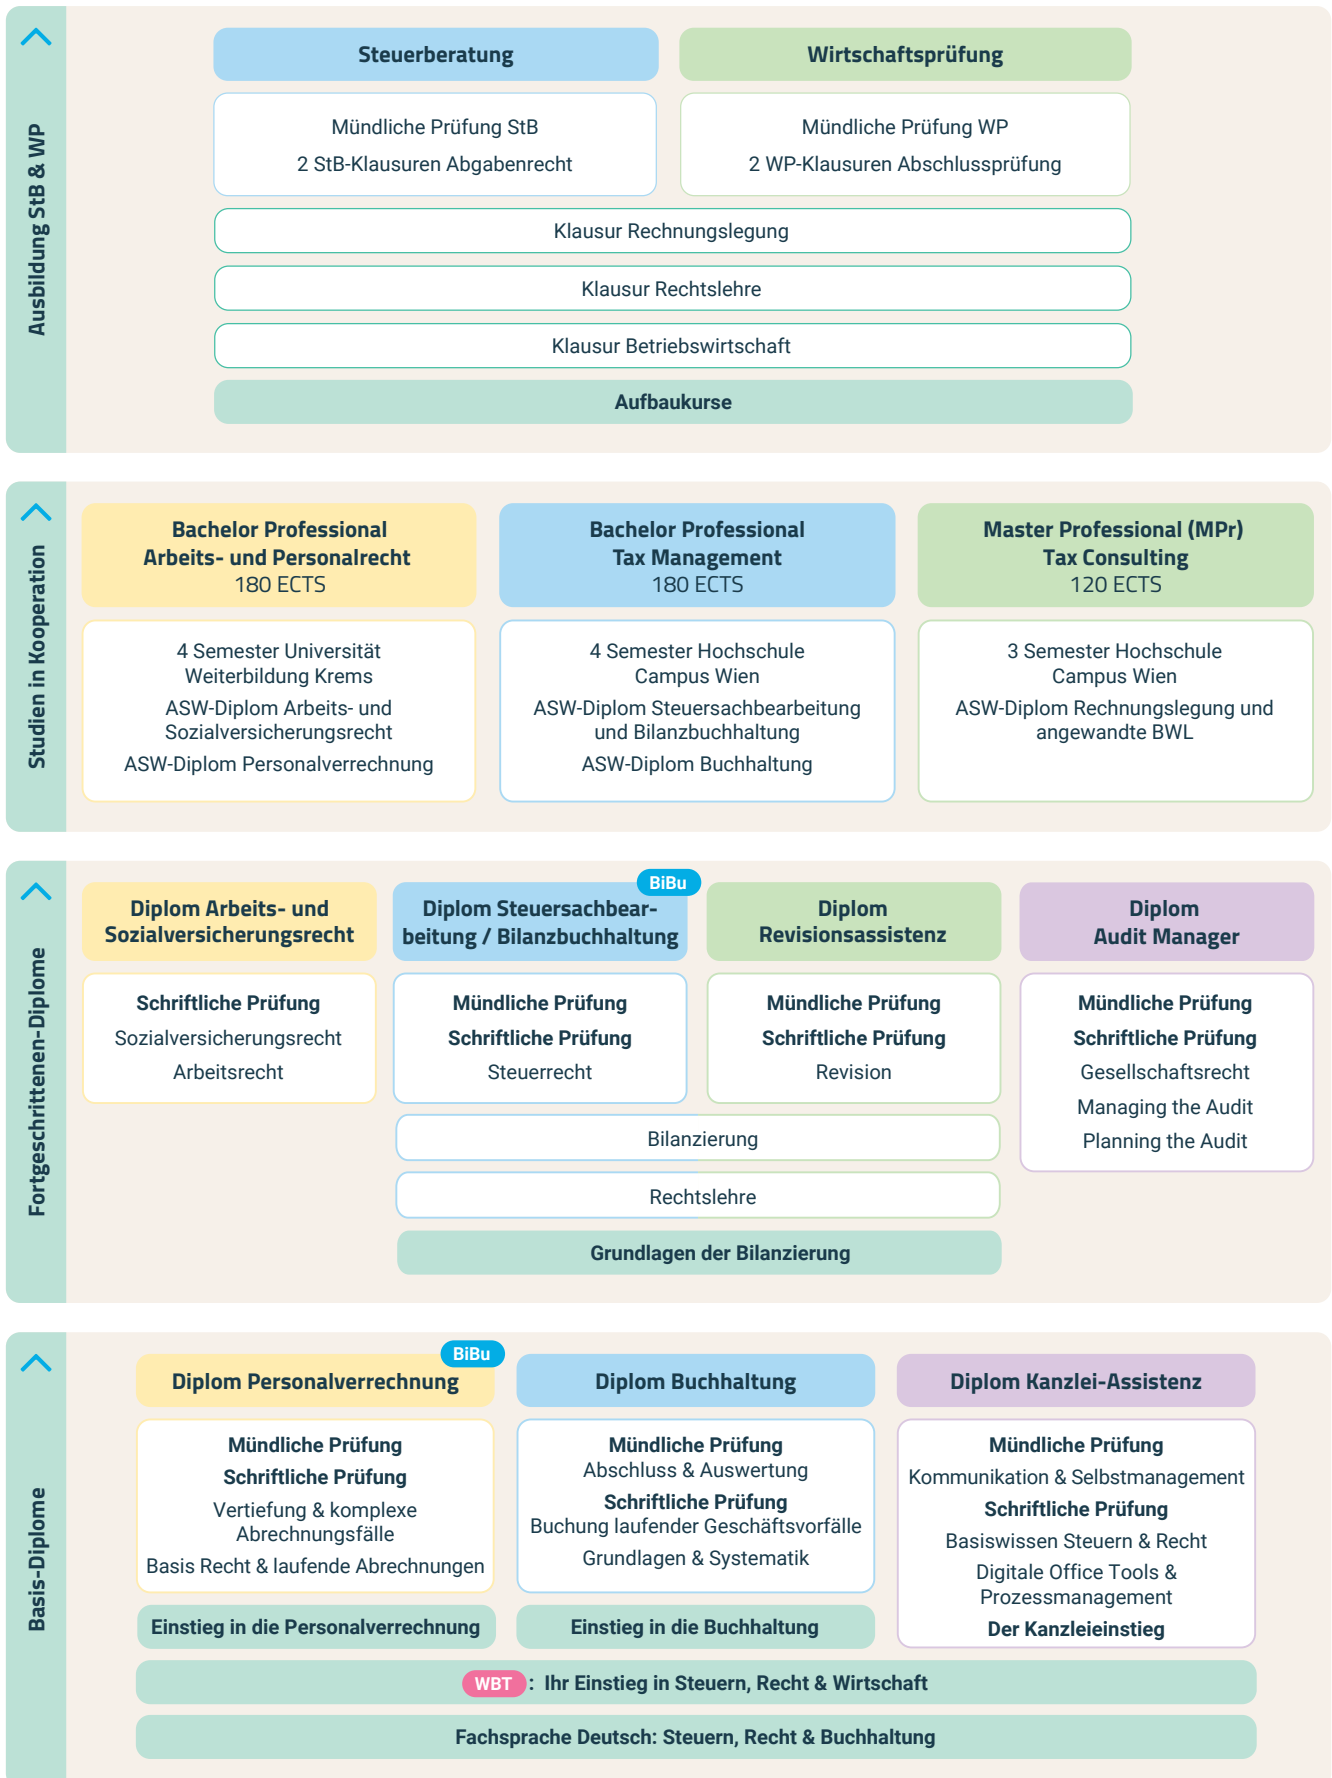 Ausbildung StB & WP
Steuerberatung
Wirtschaftsprüfung
Mündliche Prüfung StB
2 StB-Klausuren Abgabenrecht
Mündliche Prüfung WP
2 WP-Klausuren Abschlussprüfung
Klausur Rechnungslegung
Klausur Rechtslehre
Klausur Betriebswirtschaft
Aufbaukurse
Studien in Kooperation
Bachelor Professional
Arbeits- und Personalrecht
180 ECTS
4 Semester Universität
Weiterbildung Krems
ASW-Diplom Arbeits- und
Sozialversicherungsrecht
ASW-Diplom Personalverrechnung
Bachelor Professional
Tax Management
180 ECTS
4 Semester Hochschule
Campus Wien
ASW-Diplom Steuersachbearbeitung
und Bilanzbuchhaltung
ASW-Diplom Buchhaltung
Master Professional (MPr)
Tax Consulting
120 ECTS
3 Semester Hochschule
Campus Wien
ASW-Diplom Rechnungslegung und
angewandte BWL
Fortgeschrittenen-Diplome
Diplom Arbeits- und
Sozialversicherungsrecht
Schriftliche Prüfung
Sozialversicherungsrecht
Arbeitsrecht
BiBu
Diplom Steuersachbear-
beitung / Bilanzbuchhaltung
Mündliche Prüfung
Schriftliche Prüfung
Steuerrecht
Diplom
Revisionsassistenz
Mündliche Prüfung
Schriftliche Prüfung
Revision
Bilanzierung
Rechtslehre
Grundlagen der Bilanzierung
Diplom
Audit Manager
Mündliche Prüfung
Schriftliche Prüfung
Gesellschaftsrecht
Managing the Audit
Planning the Audit
Basis-Diplome
BiBu
Diplom Personalverrechnung
Mündliche Prüfung
Schriftliche Prüfung
Vertiefung & komplexe
Abrechnungsfälle
Basis Recht & laufende Abrechnungen
Einstieg in die Personalverrechnung
Diplom Buchhaltung
Mündliche Prüfung
Abschluss & Auswertung
Schriftliche Prüfung
Buchung laufender Geschäftsvorfälle
Grundlagen & Systematik
Einstieg in die Buchhaltung
Diplom Kanzlei-Assistenz
Mündliche Prüfung
Kommunikation & Selbstmanagement
Schriftliche Prüfung
Basiswissen Steuern & Recht
Digitale Office Tools &
Prozessmanagement
Der Kanzleieinstieg
WBT : Ihr Einstieg in Steuern, Recht & Wirtschaft
Fachsprache Deutsch: Steuern, Recht & Buchhaltung